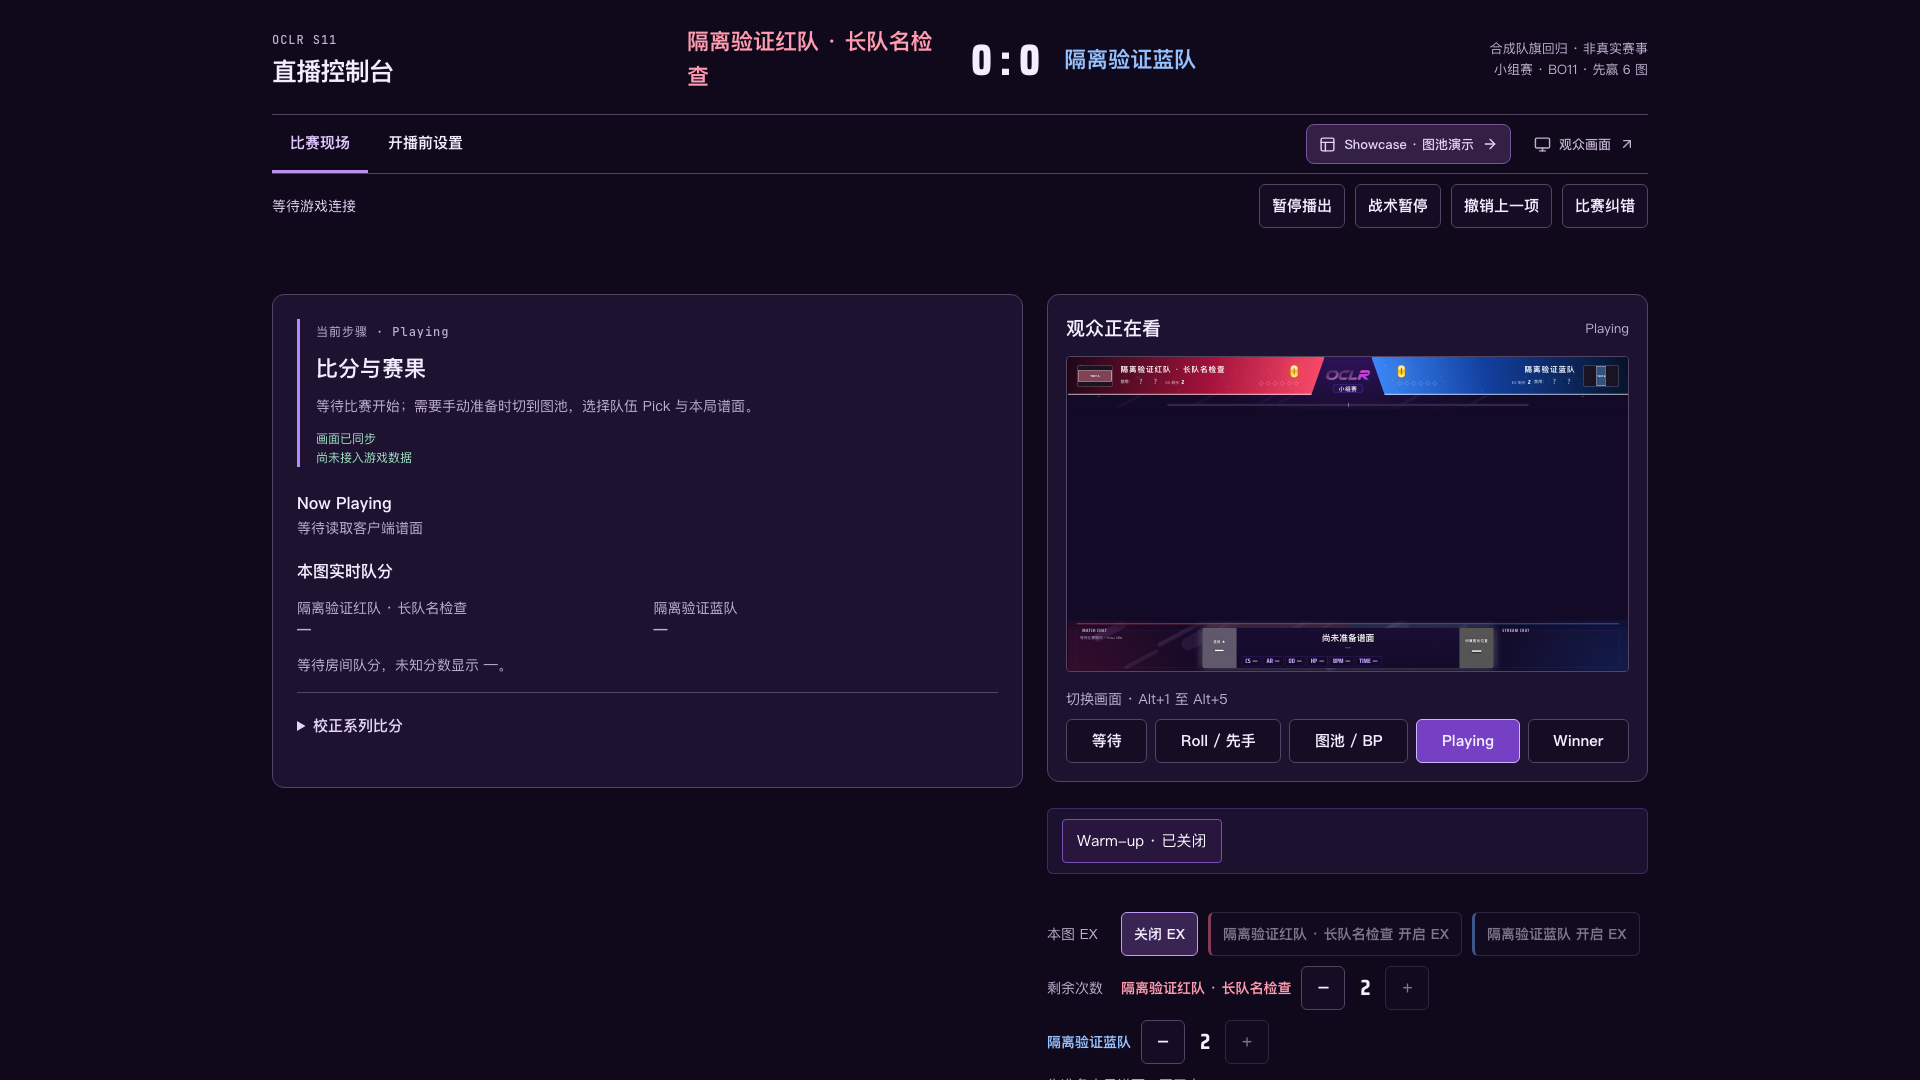 OCLR S11
直播控制台
隔离验证红队 · 长队名检
查
0:0
隔离验证蓝队
合成队旗回归 · 非真实赛事
小组赛 · BO11 · 先赢 6 图
比赛现场
开播前设置
Showcase · 图池演示
观众画面
等待游戏连接
暂停播出
战术暂停
撤销上一项
比赛纠错
当前步骤 · Playing
比分与赛果
等待比赛开始；需要手动准备时切到图池，选择队伍 Pick 与本局谱面。
画面已同步
尚未接入游戏数据
Now Playing
等待读取客户端谱面
本图实时队分
隔离验证红队 · 长队名检查
—
隔离验证蓝队
—
等待房间队分，未知分数显示 —。
校正系列比分
观众正在看
Playing
隔离验证红队 · 长队名检查
0
OCLR
小组赛
0
隔离验证蓝队
MATCH CHAT
尚未准备谱面
—
CS — AR — OD — HP — BPM — TIME —
STREAM CHAT
切换画面 · Alt+1 至 Alt+5
等待
Roll / 先手
图池 / BP
Playing
Winner
Warm-up · 已关闭
本图 EX
关闭 EX
隔离验证红队 · 长队名检查 开启 EX
隔离验证蓝队 开启 EX
剩余次数
隔离验证红队 · 长队名检查
−
2
+
隔离验证蓝队
−
2
+